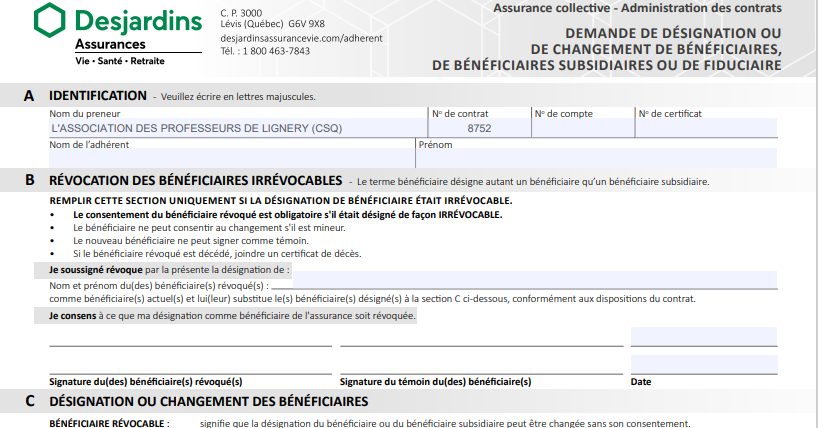 Desjardins
Assurances
Vie • Santé • Retraite
C. P. 3000
Lévis (Québec) G6V 9X8
desjardinsassurancevie.com/adherent
Tél. : 1 800 463-7843
Assurance collective - Administration des contrats
DEMANDE DE DÉSIGNATION OU
DE CHANGEMENT DE BÉNÉFICIAIRES,
DE BÉNÉFICIAIRES SUBSIDIAIRES OU DE FIDUCIAIRE
A IDENTIFICATION - Veuillez écrire en lettres majuscules.
Nom du preneur Nº de contrat Nº de compte Nº de certificat
L'ASSOCIATION DES PROFESSEURS DE LIGNERY (CSQ) 8752
Nom de l'adhérent Prénom
B RÉVOCATION DES BÉNÉFICIAIRES IRRÉVOCABLES - Le terme bénéficiaire désigne autant un bénéficiaire qu'un bénéficiaire subsidiaire.
REMPLIR CETTE SECTION UNIQUEMENT SI LA DÉSIGNATION DE BÉNÉFICIAIRE ÉTAIT IRRÉVOCABLE.
• Le consentement du bénéficiaire révoqué est obligatoire s'il était désigné de façon IRRÉVOCABLE.
• Le bénéficiaire ne peut consentir au changement s'il est mineur.
• Le nouveau bénéficiaire ne peut signer comme témoin.
• Si le bénéficiaire révoqué est décédé, joindre un certificat de décès.
Je soussigné révoque par la présente la désignation de :
Nom et prénom du(des) bénéficiaire(s) révoqué(s) :
comme bénéficiaire(s) actuel(s) et lui(leur) substitue le(s) bénéficiaire(s) désigné(s) à la section C ci-dessous, conformément aux dispositions du contrat.
Je consens à ce que ma désignation comme bénéficiaire de l'assurance soit révoquée.
Signature du(des) bénéficiaire(s) révoqué(s) Signature du témoin du(des) bénéficiaire(s) Date
C DÉSIGNATION OU CHANGEMENT DES BÉNÉFICIAIRES
BÉNÉFICIAIRE RÉVOCABLE : signifie que la désignation du bénéficiaire ou du bénéficiaire subsidiaire peut être changée sans son consentement.